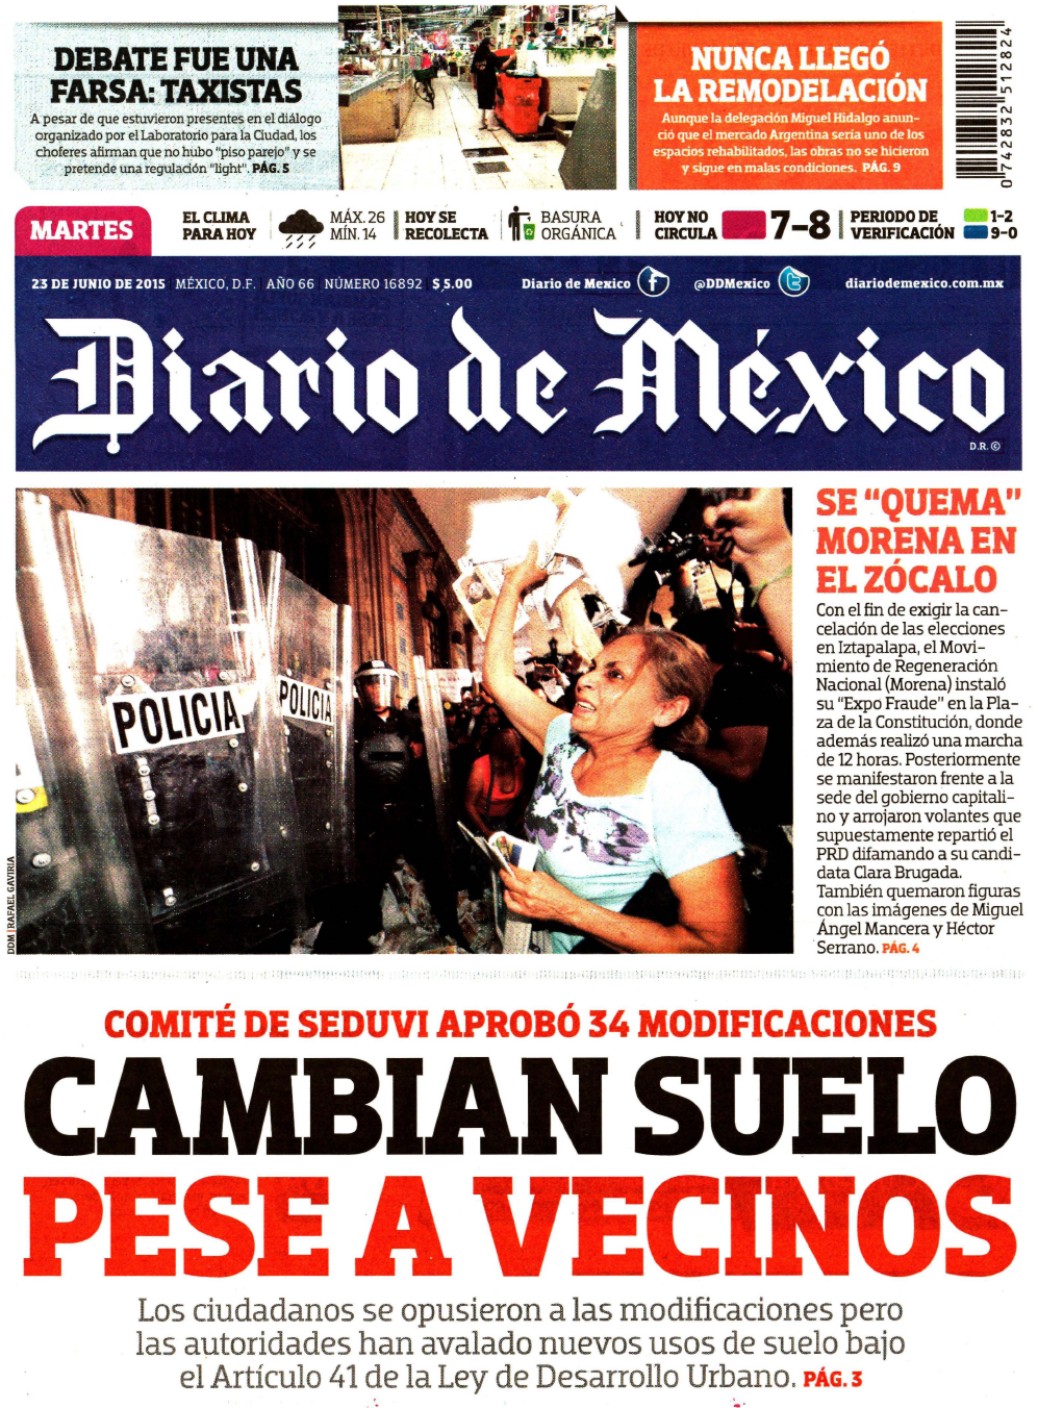 DEBATE FUE UNA
FARSA: TAXISTAS
A pesar de que estuvieron presentes en el diálogo
organizado por el Laboratorio para la Ciudad, los
choferes afirman que no hubo "piso parejo" y se
pretende una regulación "light". PÁG. 5
NUNCA LLEGÓ
LA REMODELACIÓN
Aunque la delegación Miguel Hidalgo anun-
ció que el mercado Argentina sería uno de los
espacios rehabilitados, las obras no se hicieron
y sigue en malas condiciones. PÁG. 9
0 742832 512824
MARTES
EL CLIMA
PARA HOY
MÁX. 26
MÍN. 14
HOY SE
RECOLECTA
BASURA
ORGÁNICA
HOY NO
CIRCULA
7-8
PERIODO DE
VERIFICACIÓN
1-2
9-0
23 DE JUNIO DE 2015 | MÉXICO, D.F. | AÑO 66 | NÚMERO 16892 | $ 5.00
Diario de Mexico
@DDMexico
diariodemexico.com.mx
Diario de México
D.R. ©
POLICIA
POLICIA
DDM | RAFAEL GAVIRIA
SE "QUEMA"
MORENA EN
EL ZÓCALO
Con el fin de exigir la can-
celación de las elecciones
en Iztapalapa, el Movi-
miento de Regeneración
Nacional (Morena) instaló
su "Expo Fraude" en la Pla-
za de la Constitución, donde
además realizó una marcha
de 12 horas. Posteriormente
se manifestaron frente a la
sede del gobierno capitali-
no y arrojaron volantes que
supuestamente repartió el
PRD difamando a su candi-
data Clara Brugada.
También quemaron figuras
con las imágenes de Miguel
Ángel Mancera y Héctor
Serrano. PÁG. 4
COMITÉ DE SEDUVI APROBÓ 34 MODIFICACIONES
CAMBIAN SUELO
PESE A VECINOS
Los ciudadanos se opusieron a las modificaciones pero
las autoridades han avalado nuevos usos de suelo bajo
el Artículo 41 de la Ley de Desarrollo Urbano. PÁG. 3